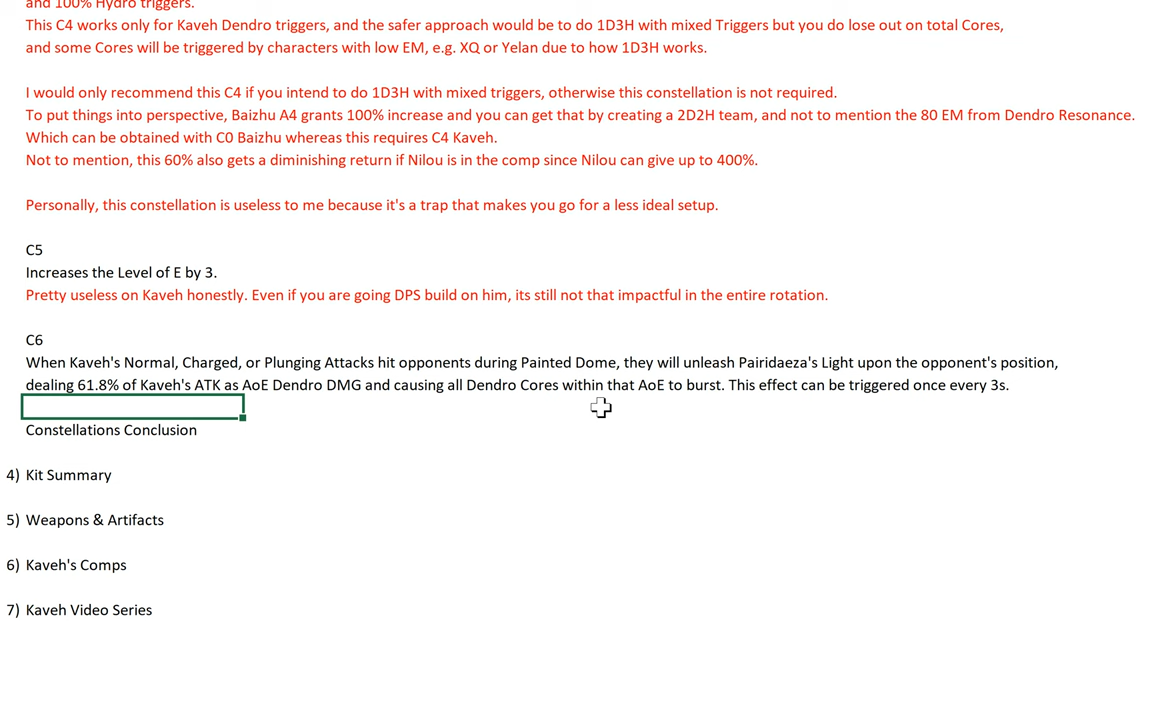 and 100% Hydro triggers.
This C4 works only for Kaveh Dendro triggers, and the safer approach would be to do 1D3H with mixed Triggers but you do lose out on total Cores,
and some Cores will be triggered by characters with low EM, e.g. XQ or Yelan due to how 1D3H works.
I would only recommend this C4 if you intend to do 1D3H with mixed triggers, otherwise this constellation is not required.
To put things into perspective, Baizhu A4 grants 100% increase and you can get that by creating a 2D2H team, and not to mention the 80 EM from Dendro Resonance.
Which can be obtained with C0 Baizhu whereas this requires C4 Kaveh.
Not to mention, this 60% also gets a diminishing return if Nilou is in the comp since Nilou can give up to 400%.
Personally, this constellation is useless to me because it's a trap that makes you go for a less ideal setup.
C5
Increases the Level of E by 3.
Pretty useless on Kaveh honestly. Even if you are going DPS build on him, its still not that impactful in the entire rotation.
C6
When Kaveh's Normal, Charged, or Plunging Attacks hit opponents during Painted Dome, they will unleash Pairidaeza's Light upon the opponent's position,
dealing 61.8% of Kaveh's ATK as AoE Dendro DMG and causing all Dendro Cores within that AoE to burst. This effect can be triggered once every 3s.
Constellations Conclusion
4) Kit Summary
5) Weapons & Artifacts
6) Kaveh's Comps
7) Kaveh Video Series